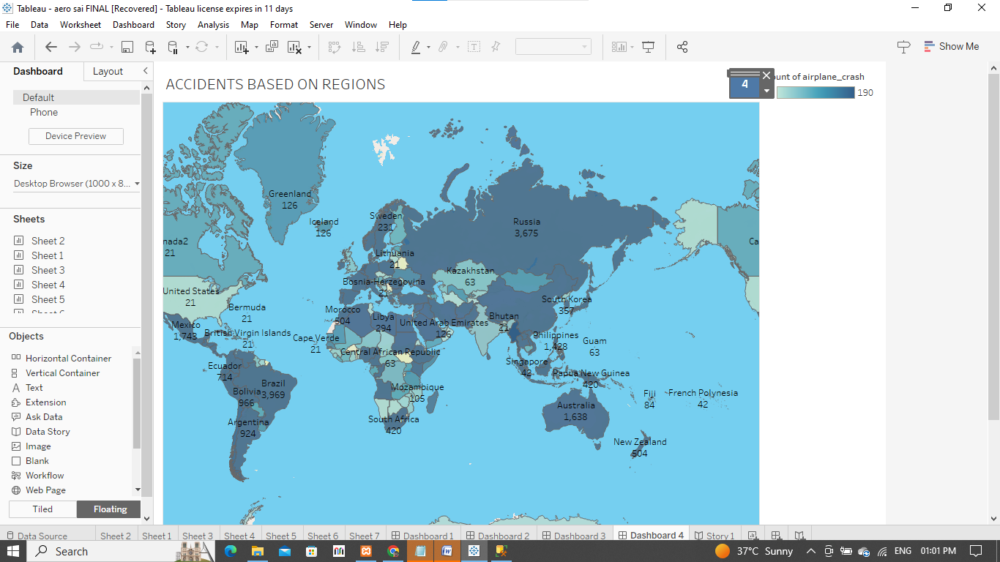 Tableau - aero sai FINAL [Recovered] - Tableau license expires in 11 days
File Data Worksheet Dashboard Story Analysis Map Format Server Window Help
Show Me
Dashboard Layout
Default
Phone
Device Preview
Size
Desktop Browser (1000 x 8...
Sheets
Sheet 2
Sheet 1
Sheet 3
Sheet 4
Sheet 5
Objects
Horizontal Container
Vertical Container
Text
Extension
Ask Data
Data Story
Image
Blank
Workflow
Web Page
Tiled Floating
ACCIDENTS BASED ON REGIONS
4
unt of airplane_crash
190
Greenland
126
Iceland
126
Sweden
231
Russia
3,675
nada2
21
Ca
Lithuania
21
Kazakhstan
63
Bosnia-Herzegovina
21
United States
21
Bermuda
21
South Korea
357
Morocco
504
Libya
294
United Arab Emirates
126
Bhutan
21
Mexico
1,743
British Virgin Islands
21
Cape Verde
21
Philippines
1,428
Guam
63
Central African Republic
63
Singapore
42
Ecuador
714
Papua New Guinea
420
Brazil
3,969
Bolivia
966
Mozambique
105
Fiji
84
French Polynesia
42
Australia
1,638
Argentina
924
South Africa
420
New Zealand
504
Data Source Sheet 2 Sheet 1 Sheet 3 Sheet 4 Sheet 5 Sheet 6 Sheet 7 Dashboard 1 Dashboard 2 Dashboard 3 Dashboard 4 Story 1
Search
37°C Sunny
ENG
01:01 PM